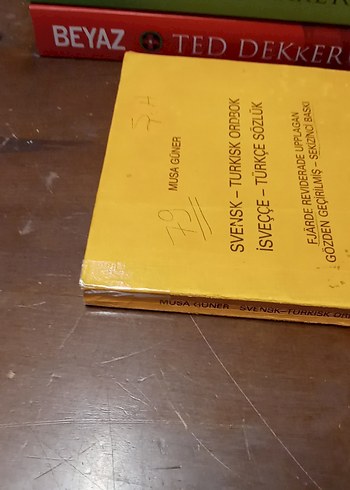 BEYAZ TED DEKKER
MUSA GÜNER
79
SVENSK – TURKISK ORDBOK
İSVEÇÇE – TÜRKÇE SÖZLÜK
FJÄRDE REVIDERADE UPPLAGAN
GÖZDEN GEÇİRİLMİŞ – SEKİZİNCİ BASKI
MUSA GÜNER SVENSK–TURKISK ORD